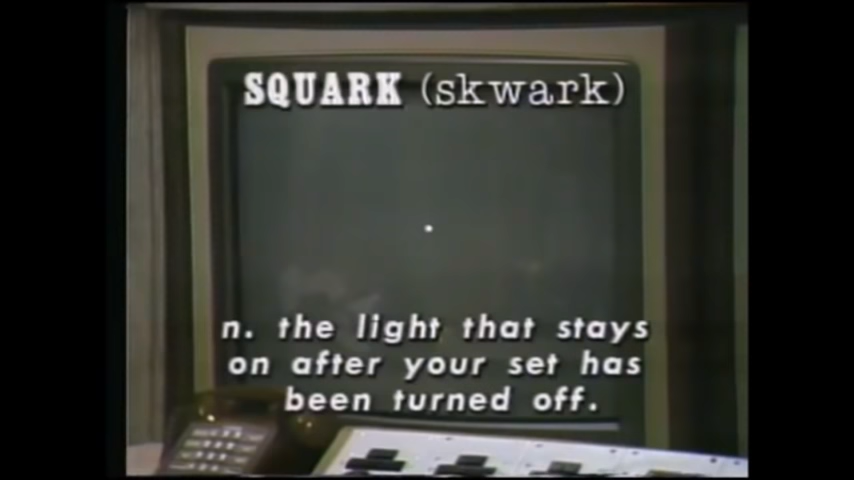 SQUARK (skwark)
n. the light that stays
on after your set has
been turned off.